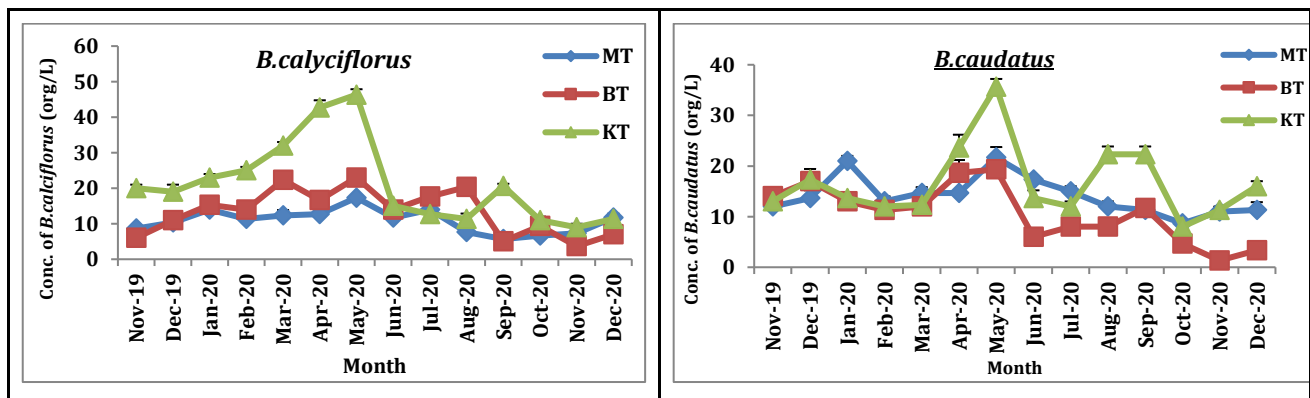 B.calyciflorus
MT
BT
KT
Conc. of B.calciflorus (org/L)
60
50
40
30
20
10
0
Nov-19
Dec-19
Jan-20
Feb-20
Mar-20
Apr-20
May-20
Jun-20
Jul-20
Aug-20
Sep-20
Oct-20
Nov-20
Dec-20
Month
B.caudatus
MT
BT
KT
Conc. of B.caudatus (org/L)
40
30
20
10
0
Nov-19
Dec-19
Jan-20
Feb-20
Mar-20
Apr-20
May-20
Jun-20
Jul-20
Aug-20
Sep-20
Oct-20
Nov-20
Dec-20
Month